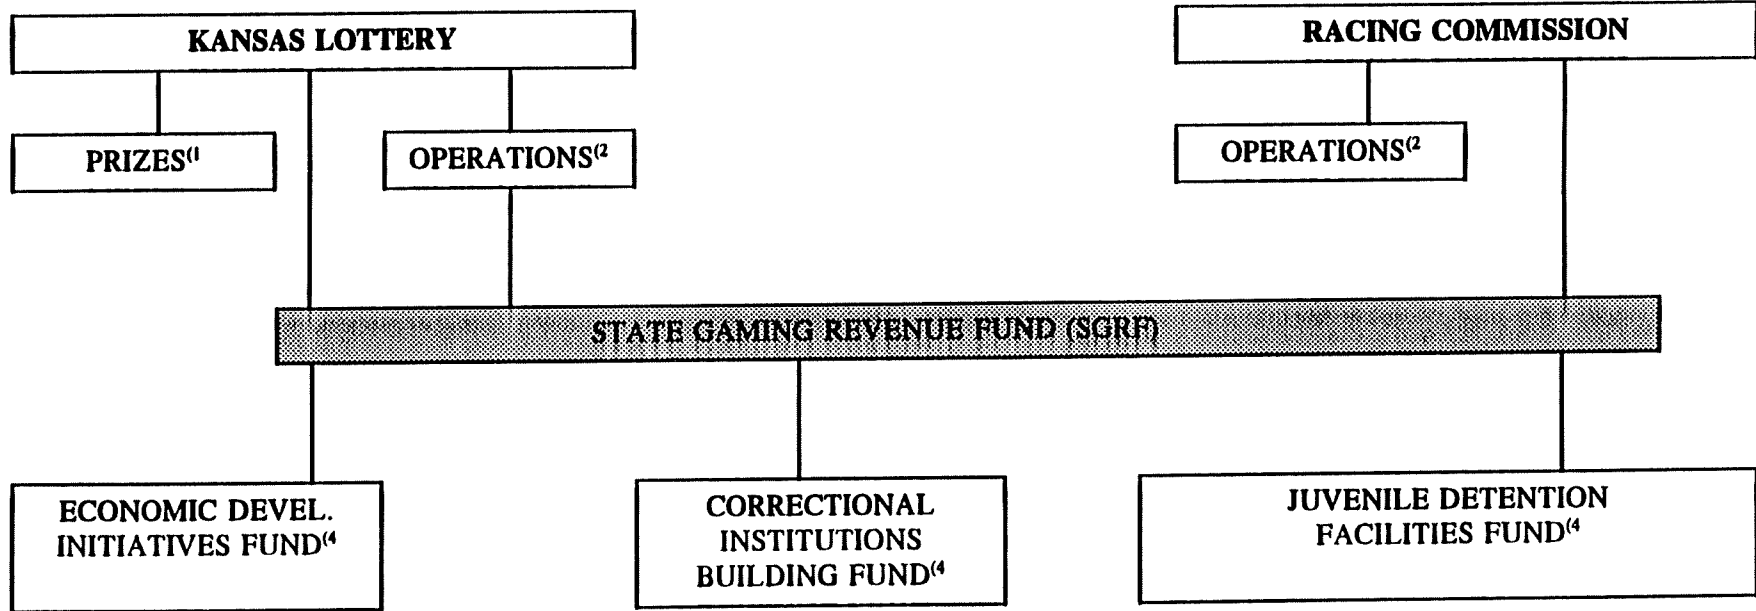 KANSAS LOTTERY
RACING COMMISSION
PRIZES(1
OPERATIONS(2
OPERATIONS(2
STATE GAMING REVENUE FUND (SGRF)
ECONOMIC DEVEL.
INITIATIVES FUND(4
CORRECTIONAL
INSTITUTIONS
BUILDING FUND(4
JUVENILE DETENTION
FACILITIES FUND(4